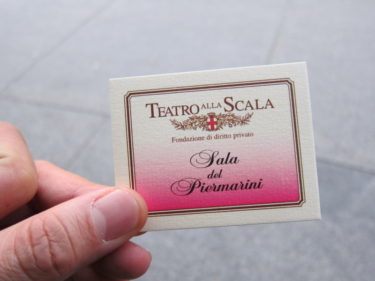 TEATRO ALLA SCALA
Fondazione di diritto privato
Sala
del
Piermarini